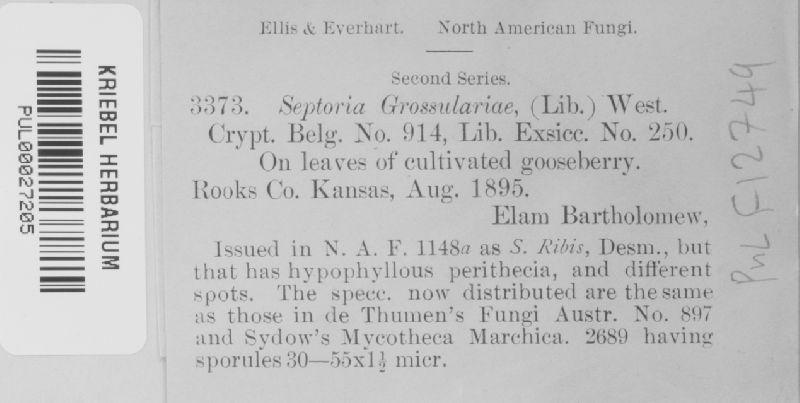 Ellis & Everhart. North American Fungi.
Second Series.
3373. Septoria Grossulariae, (Lib.) West.
Crypt. Belg. No. 914, Lib. Exsicc. No. 250.
On leaves of cultivated gooseberry.
Rooks Co. Kansas, Aug. 1895.
Elam Bartholomew,
Issued in N. A. F. 1148a as S. Ribis, Desm., but
that has hypophyllous perithecia, and different
spots. The specc. now distributed are the same
as those in de Thumen's Fungi Austr. No. 897
and Sydow's Mycotheca Marchica. 2689 having
sporules 30—55x1½ micr.
KRIEBEL HERBARIUM
PUL00027205
PUL F12749